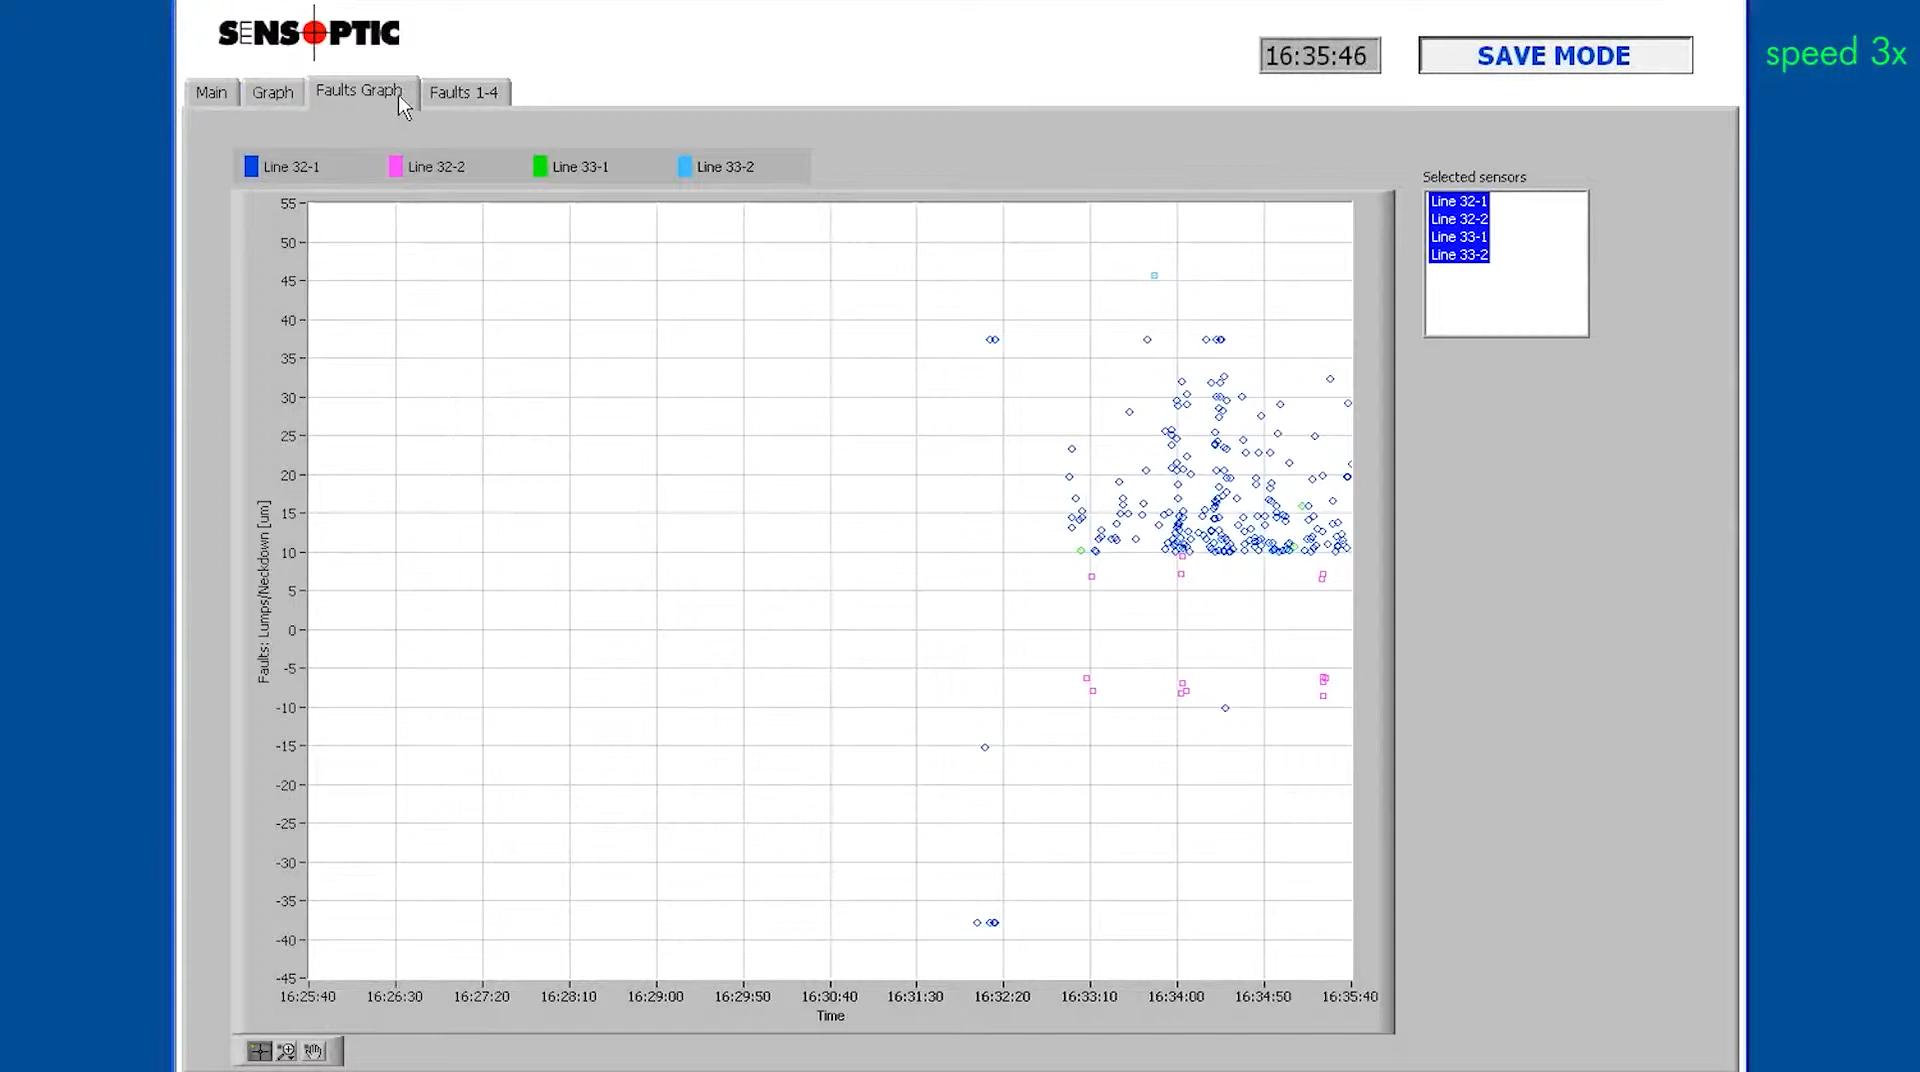 SENSOPTIC
16:35:46
SAVE MODE
speed 3x
Main
Graph
Faults Graph
Faults 1-4
Line 32-1
Line 32-2
Line 33-1
Line 33-2
Selected sensors
Line 32-1
Line 32-2
Line 33-1
Line 33-2
Faults: Lumps/Neckdown [um]
55
50
45
40
35
30
25
20
15
10
5
0
-5
-10
-15
-20
-25
-30
-35
-40
-45
16:25:40
16:26:30
16:27:20
16:28:10
16:29:00
16:29:50
16:30:40
16:31:30
16:32:20
16:33:10
16:34:00
16:34:50
16:35:40
Time